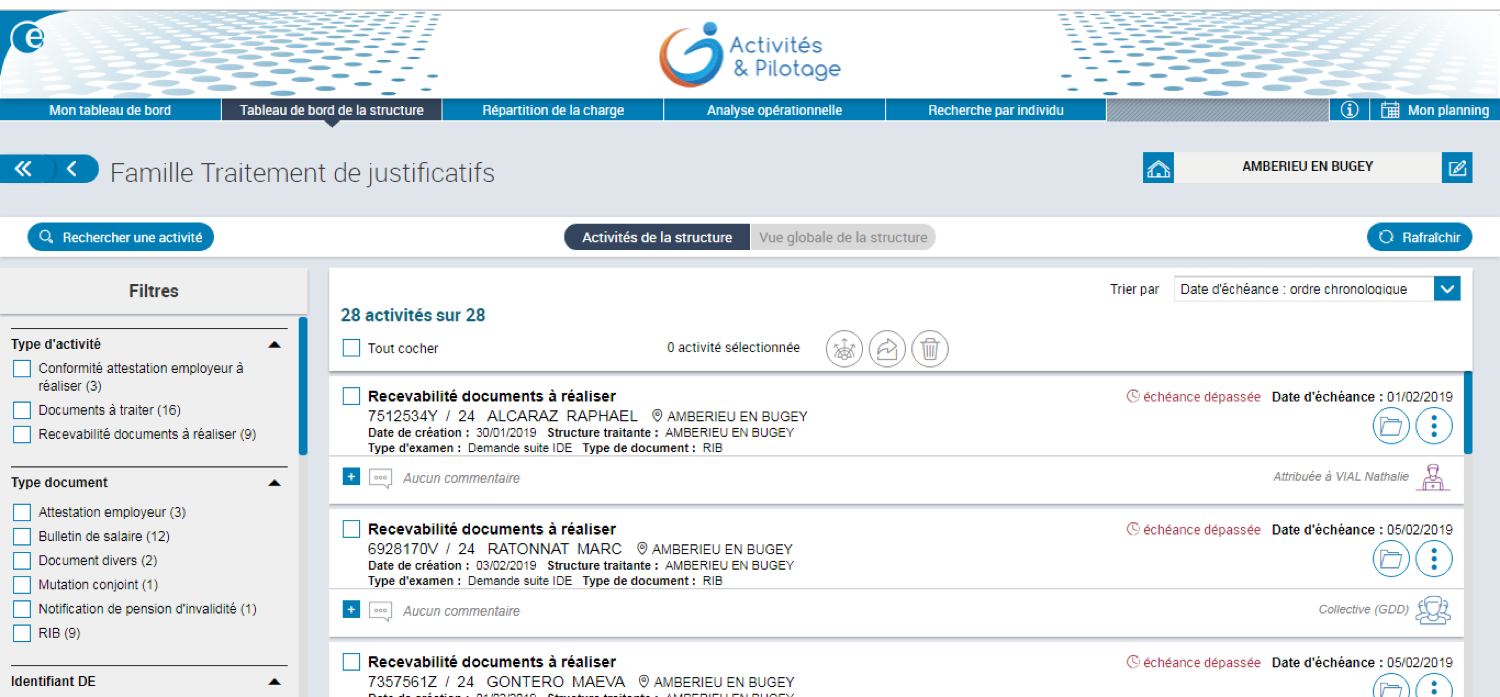 e
Activités
& Pilotage
Mon tableau de bord
Tableau de bord de la structure
Répartition de la charge
Analyse opérationnelle
Recherche par individu
Mon planning
Famille Traitement de justificatifs
AMBERIEU EN BUGEY
Rechercher une activité
Activités de la structure
Vue globale de la structure
Rafraîchir
Filtres
Type d'activité
Conformité attestation employeur à
réaliser (3)
Documents à traiter (16)
Recevabilité documents à réaliser (9)
Type document
Attestation employeur (3)
Bulletin de salaire (12)
Document divers (2)
Mutation conjoint (1)
Notification de pension d'invalidité (1)
RIB (9)
Identifiant DE
Trier par Date d'échéance : ordre chronologique
28 activités sur 28
Tout cocher
0 activité sélectionnée
Recevabilité documents à réaliser
échéance dépassée Date d'échéance : 01/02/2019
7512534Y / 24 ALCARAZ RAPHAEL AMBERIEU EN BUGEY
Date de création : 30/01/2019 Structure traitante : AMBERIEU EN BUGEY
Type d'examen : Demande suite IDE Type de document : RIB
+ Aucun commentaire
Attribuée à VIAL Nathalie
Recevabilité documents à réaliser
échéance dépassée Date d'échéance : 05/02/2019
6928170V / 24 RATONNAT MARC AMBERIEU EN BUGEY
Date de création : 03/02/2019 Structure traitante : AMBERIEU EN BUGEY
Type d'examen : Demande suite IDE Type de document : RIB
+ Aucun commentaire
Collective (GDD)
Recevabilité documents à réaliser
échéance dépassée Date d'échéance : 05/02/2019
7357561Z / 24 GONTERO MAEVA AMBERIEU EN BUGEY